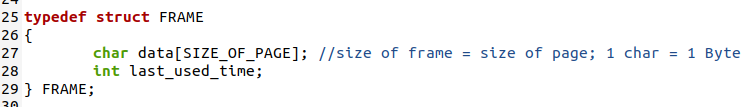 25 typedef struct FRAME
26 {
27 char data[SIZE_OF_PAGE]; //size of frame = size of page; 1 char = 1 Byte
28 int last_used_time;
29 } FRAME;